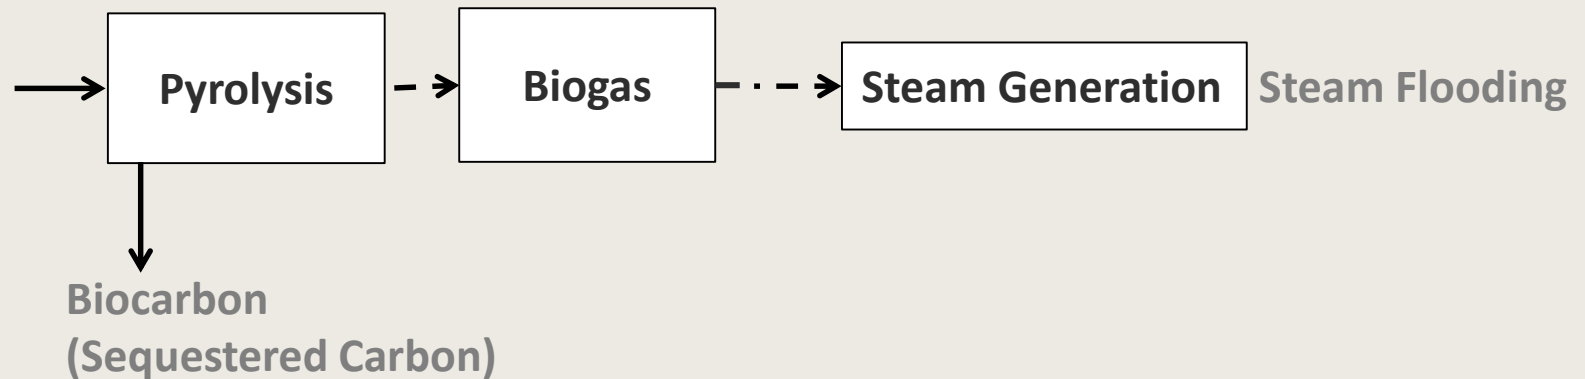 Pyrolysis
Biogas
Steam Generation
Steam Flooding
Biocarbon
(Sequestered Carbon)